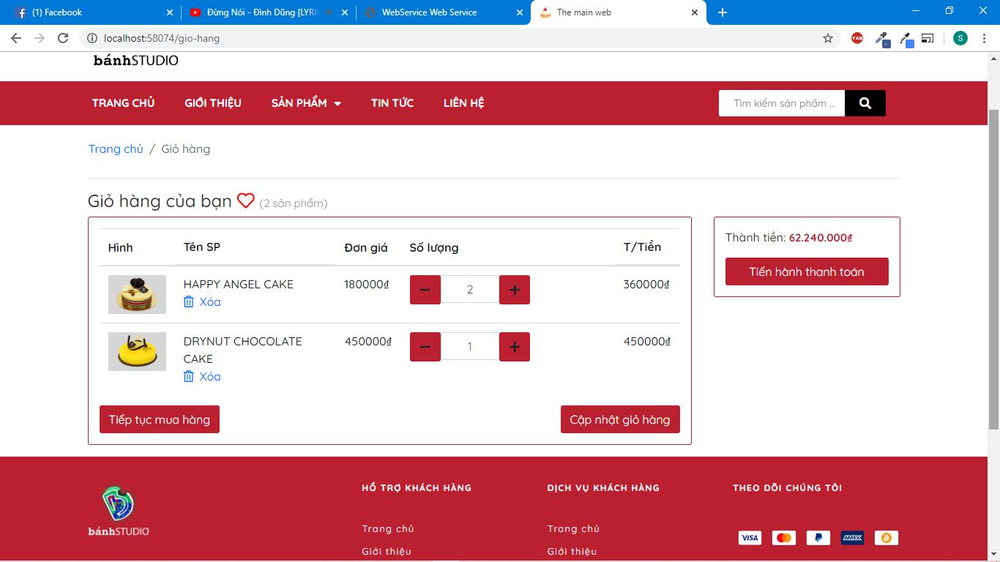 (1) Facebook
Đừng Nói - Đình Dũng [LYRIC
WebService Web Service
The main web
localhost:58074/gio-hang
YAB
S
bánhSTUDIO
TRANG CHỦ GIỚI THIỆU SẢN PHẨM TIN TỨC LIÊN HỆ
Tìm kiếm sản phẩm ...
Trang chủ / Giỏ hàng
Giỏ hàng của bạn (2 sản phẩm)
Hình Tên SP Đơn giá Số lượng T/Tiền
HAPPY ANGEL CAKE 180000₫ − 2 + 360000₫
Xóa
DRYNUT CHOCOLATE 450000₫ − 1 + 450000₫
CAKE
Xóa
Tiếp tục mua hàng Cập nhật giỏ hàng
Thành tiền: 62.240.000₫
Tiến hành thanh toán
bánhSTUDIO
HỖ TRỢ KHÁCH HÀNG
Trang chủ
Giới thiệu
DỊCH VỤ KHÁCH HÀNG
Trang chủ
Giới thiệu
THEO DÕI CHÚNG TÔI
VISA
AMEX